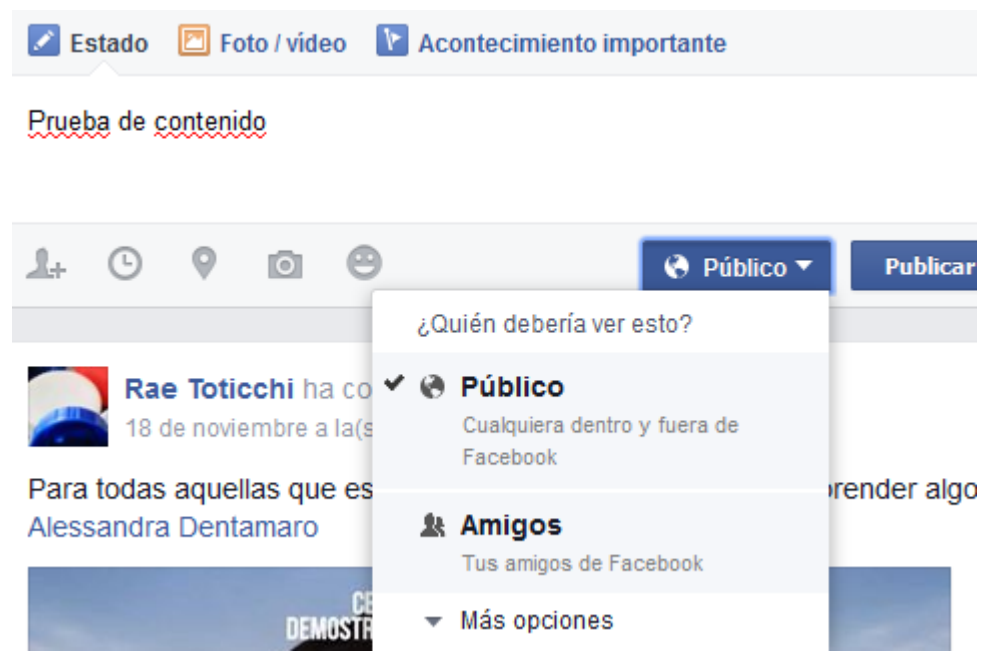 Estado Foto / vídeo Acontecimiento importante
Prueba de contenido
Público Publicar
¿Quién debería ver esto?
Público
Cualquiera dentro y fuera de
Facebook
Rae Toticchi ha co
18 de noviembre a la(s
Para todas aquellas que es render algo
Alessandra Dentamaro
Amigos
Tus amigos de Facebook
Más opciones
CE
DEMOSTR